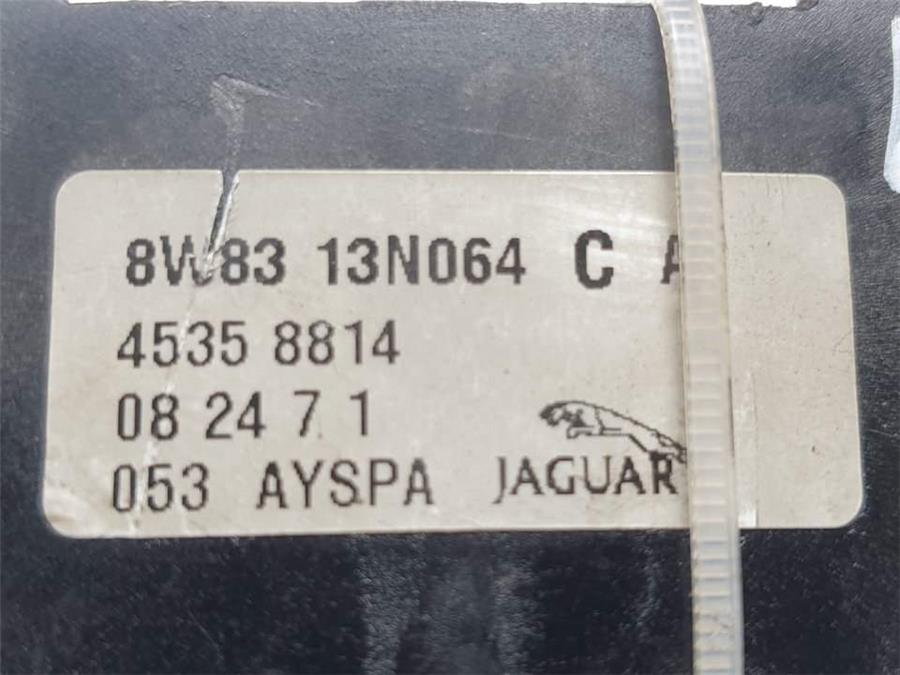 8W83 13N064 C A
4535 8814
08 24 7 1
053 AYSPA JAGUAR